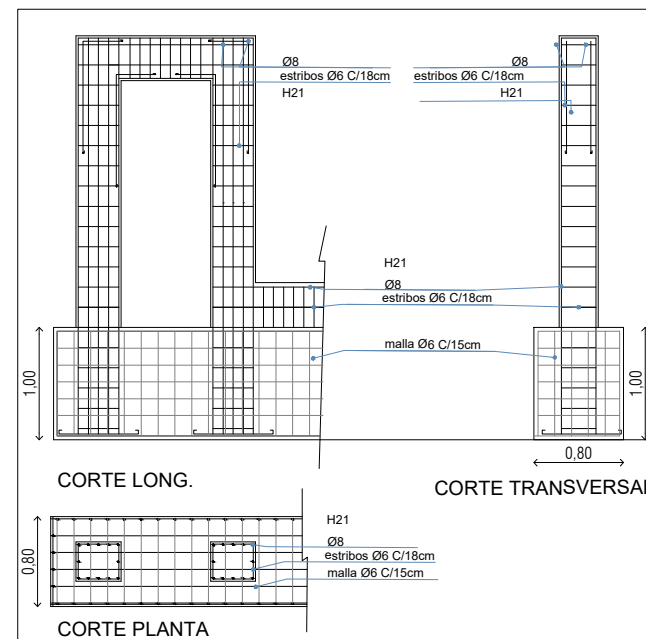 Ø8
estribos Ø6 C/18cm
H21
Ø8
estribos Ø6 C/18cm
H21
H21
Ø8
estribos Ø6 C/18cm
malla Ø6 C/15cm
1,00
1,00
0,80
CORTE LONG.
CORTE TRANSVERSAL
H21
Ø8
estribos Ø6 C/18cm
malla Ø6 C/15cm
0,80
CORTE PLANTA